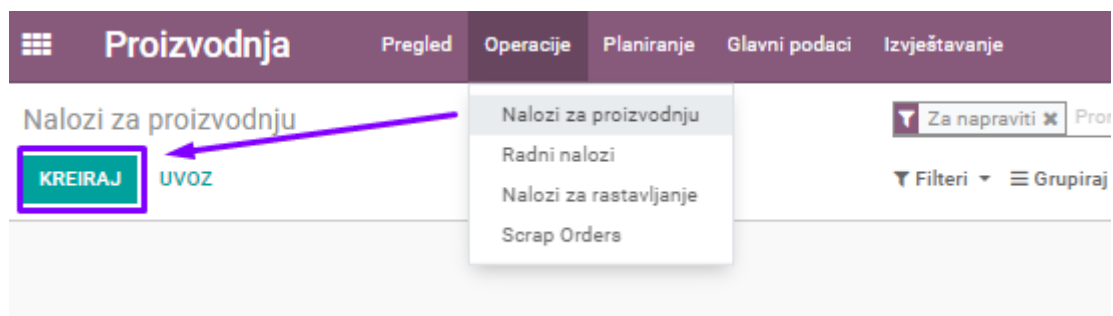 Proizvodnja Pregled Operacije Planiranje Glavni podaci Izvještavanje
Nalozi za proizvodnju
KREIRAJ UVOZ
Nalozi za proizvodnju
Radni nalozi
Nalozi za rastavljanje
Scrap Orders
Za napraviti ✖
Filteri Grupiraj